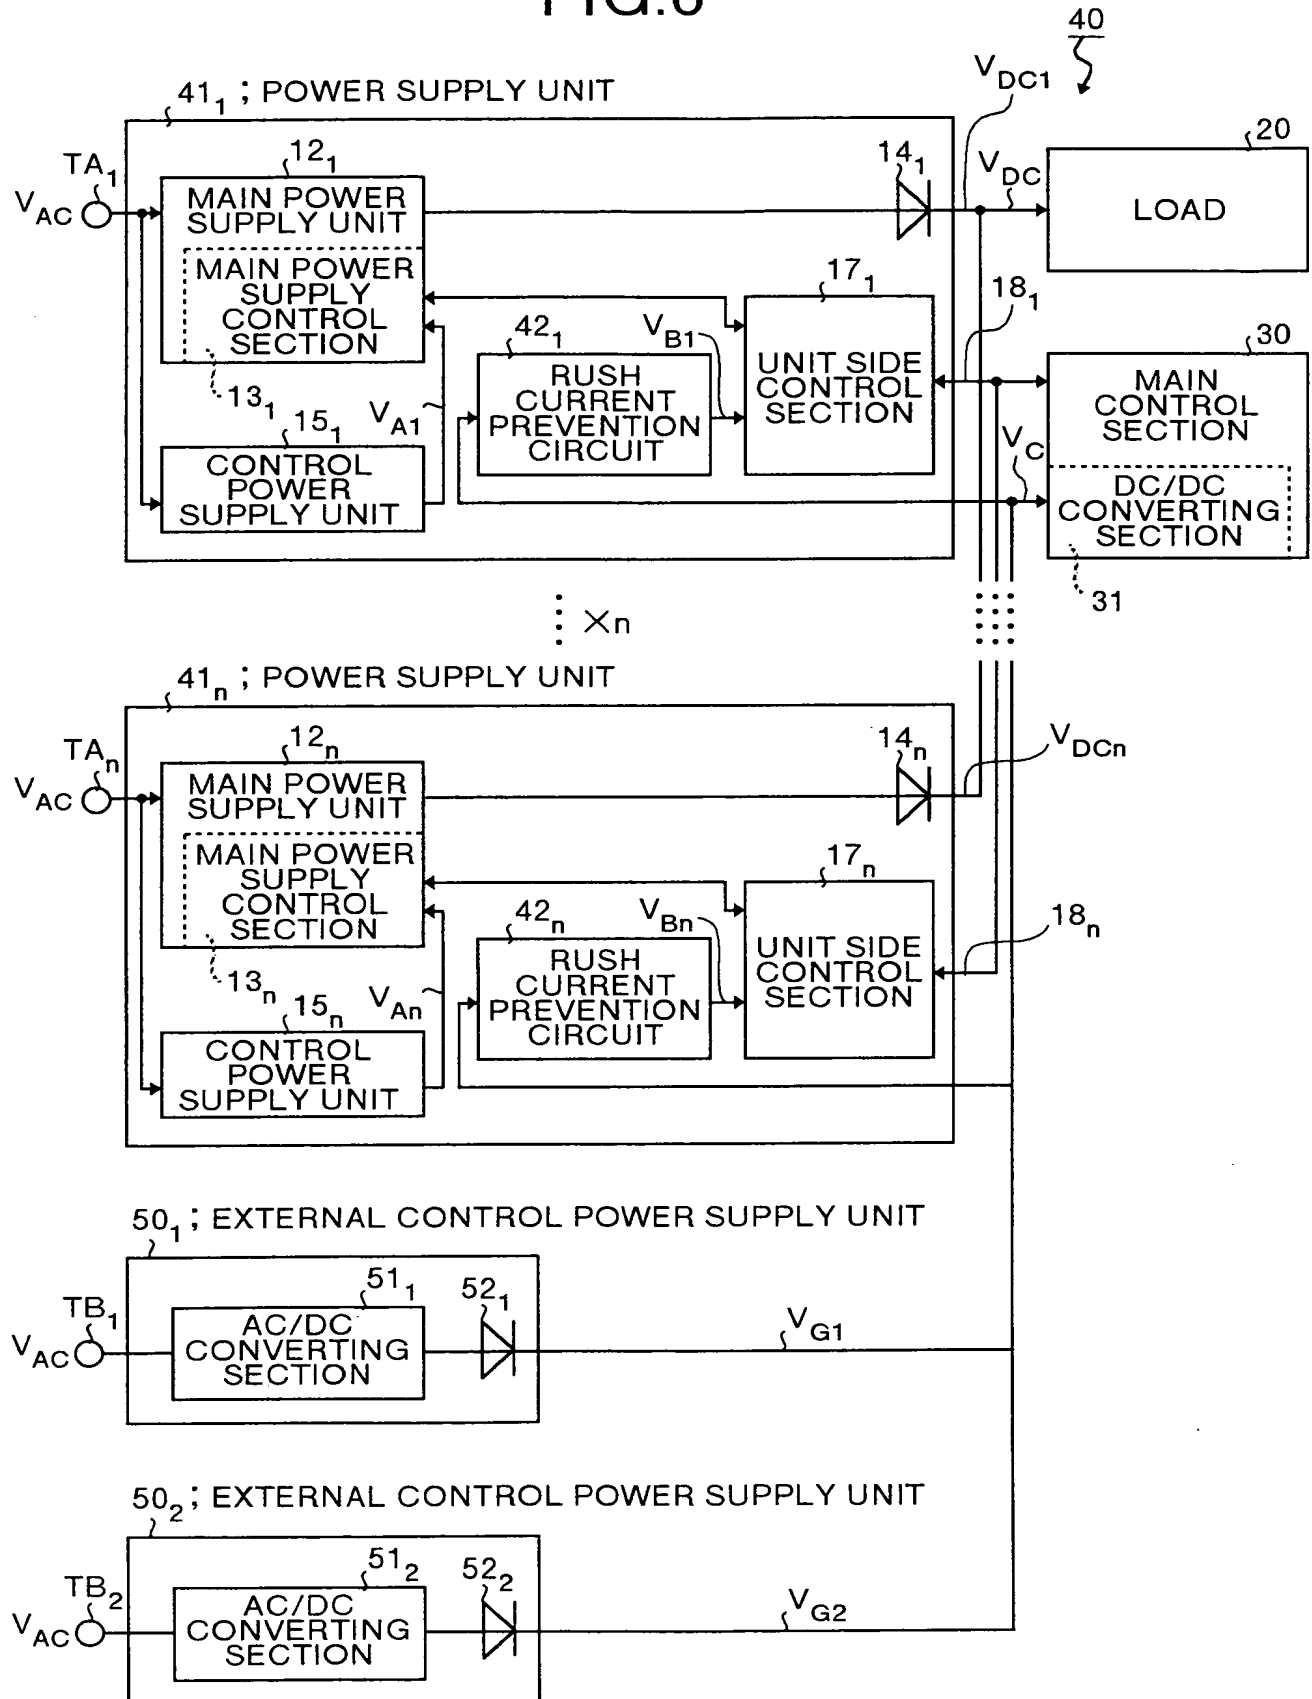 FIG.6
40
41₁ ; POWER SUPPLY UNIT
V_DC1
TA₁
V_AC
12₁
MAIN POWER
SUPPLY UNIT
MAIN POWER
SUPPLY
CONTROL
SECTION
13₁
14₁
V_DC
20
LOAD
17₁
UNIT SIDE
CONTROL
SECTION
18₁
42₁
RUSH
CURRENT
PREVENTION
CIRCUIT
V_B1
V_A1
15₁
CONTROL
POWER
SUPPLY UNIT
30
MAIN
CONTROL
SECTION
V_C
DC/DC
CONVERTING
SECTION
31
×n
41ₙ ; POWER SUPPLY UNIT
TAₙ
V_AC
12ₙ
MAIN POWER
SUPPLY UNIT
MAIN POWER
SUPPLY
CONTROL
SECTION
13ₙ
14ₙ
V_DCn
17ₙ
UNIT SIDE
CONTROL
SECTION
18ₙ
42ₙ
RUSH
CURRENT
PREVENTION
CIRCUIT
V_Bn
V_An
15ₙ
CONTROL
POWER
SUPPLY UNIT
50₁ ; EXTERNAL CONTROL POWER SUPPLY UNIT
TB₁
V_AC
51₁
AC/DC
CONVERTING
SECTION
52₁
V_G1
50₂ ; EXTERNAL CONTROL POWER SUPPLY UNIT
TB₂
V_AC
51₂
AC/DC
CONVERTING
SECTION
52₂
V_G2